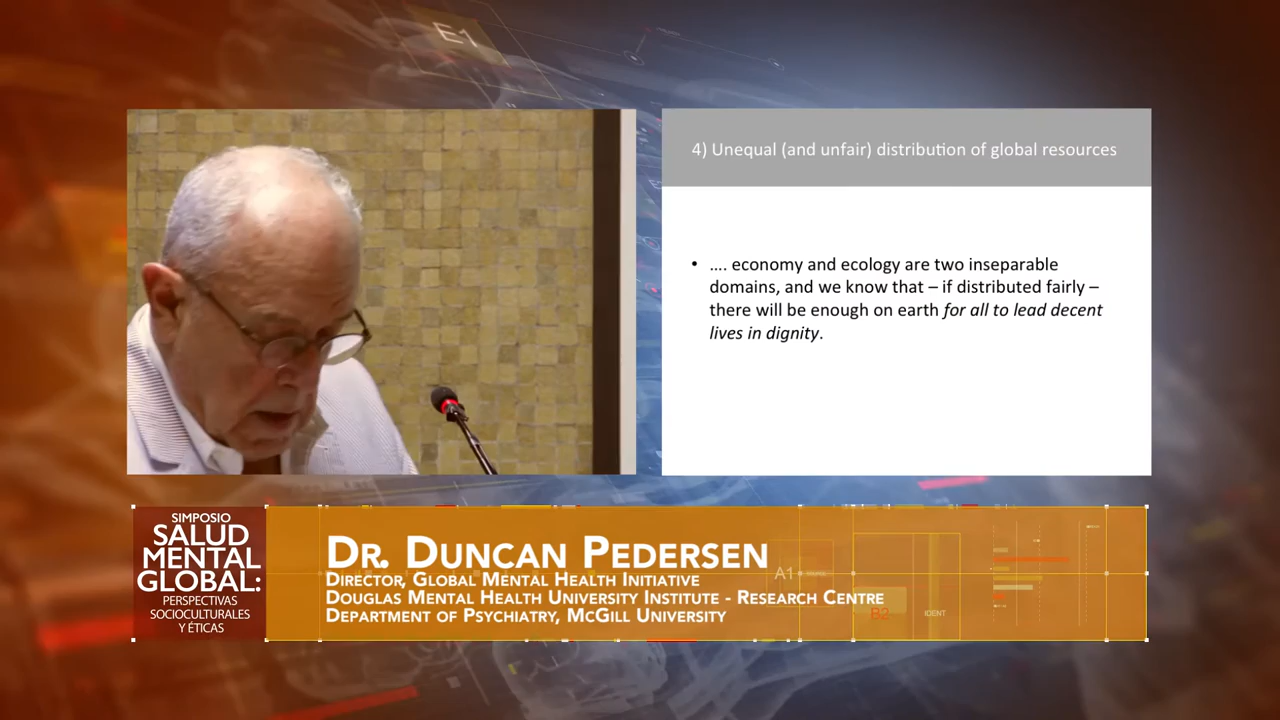 E1
4) Unequal (and unfair) distribution of global resources
• .... economy and ecology are two inseparable
domains, and we know that – if distributed fairly –
there will be enough on earth for all to lead decent
lives in dignity.
SIMPOSIO
SALUD
MENTAL
GLOBAL:
PERSPECTIVAS
SOCIOCULTURALES
Y ÉTICAS
DR. DUNCAN PEDERSEN
DIRECTOR, GLOBAL MENTAL HEALTH INITIATIVE
DOUGLAS MENTAL HEALTH UNIVERSITY INSTITUTE - RESEARCH CENTRE
DEPARTMENT OF PSYCHIATRY, MCGILL UNIVERSITY
A1
B2
IDENT